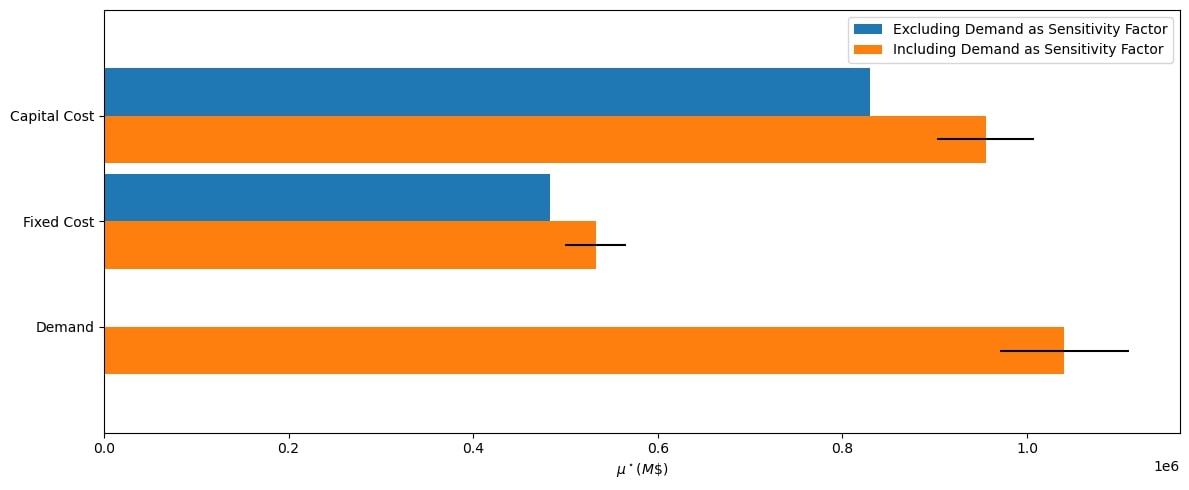 Excluding Demand as Sensitivity Factor
Including Demand as Sensitivity Factor
Capital Cost
Fixed Cost
Demand
0.0 0.2 0.4 0.6 0.8 1.0
1e6
μ*(M$)